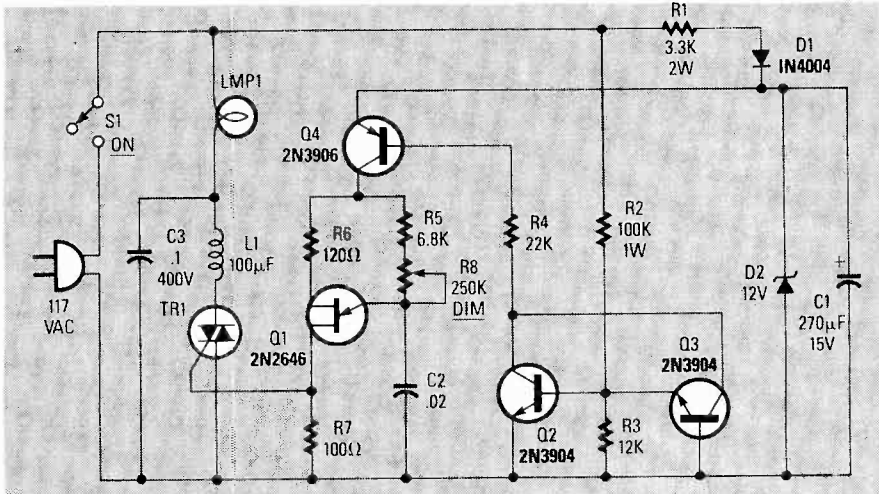 R1
3.3K
2W
D1
1N4004
LMP1
S1
ON
Q4
2N3906
C3
.1
400V
L1
100μF
R6
120Ω
R5
6.8K
R4
22K
R2
100K
1W
R8
250K
DIM
D2
12V
+
C1
270μF
15V
117
VAC
TR1
Q1
2N2646
C2
.02
Q3
2N3904
R7
100Ω
Q2
2N3904
R3
12K